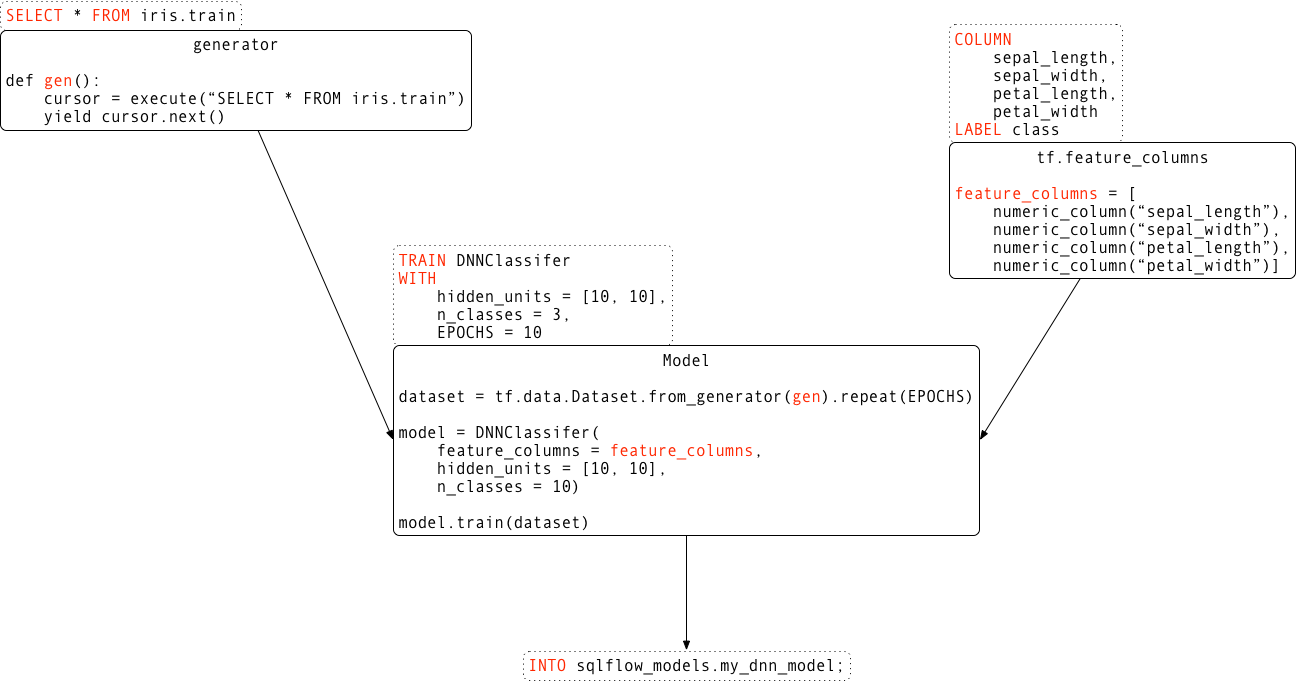 SELECT * FROM iris.train
generator
def gen():
    cursor = execute(“SELECT * FROM iris.train”)
    yield cursor.next()
COLUMN
    sepal_length,
    sepal_width,
    petal_length,
    petal_width
LABEL class
tf.feature_columns
feature_columns = [
    numeric_column(“sepal_length”),
    numeric_column(“sepal_width”),
    numeric_column(“petal_length”),
    numeric_column(“petal_width”)]
TRAIN DNNClassifer
WITH
    hidden_units = [10, 10],
    n_classes = 3,
    EPOCHS = 10
Model
dataset = tf.data.Dataset.from_generator(gen).repeat(EPOCHS)
model = DNNClassifer(
    feature_columns = feature_columns,
    hidden_units = [10, 10],
    n_classes = 10)
model.train(dataset)
INTO sqlflow_models.my_dnn_model;